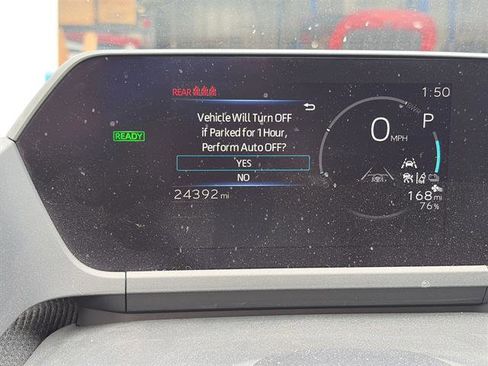 REAR
1:50
Vehicle Will Turn OFF
if Parked for 1 Hour,
Perform Auto OFF?
READY
YES
NO
0 MPH
P
24392 mi
168 mi
76%